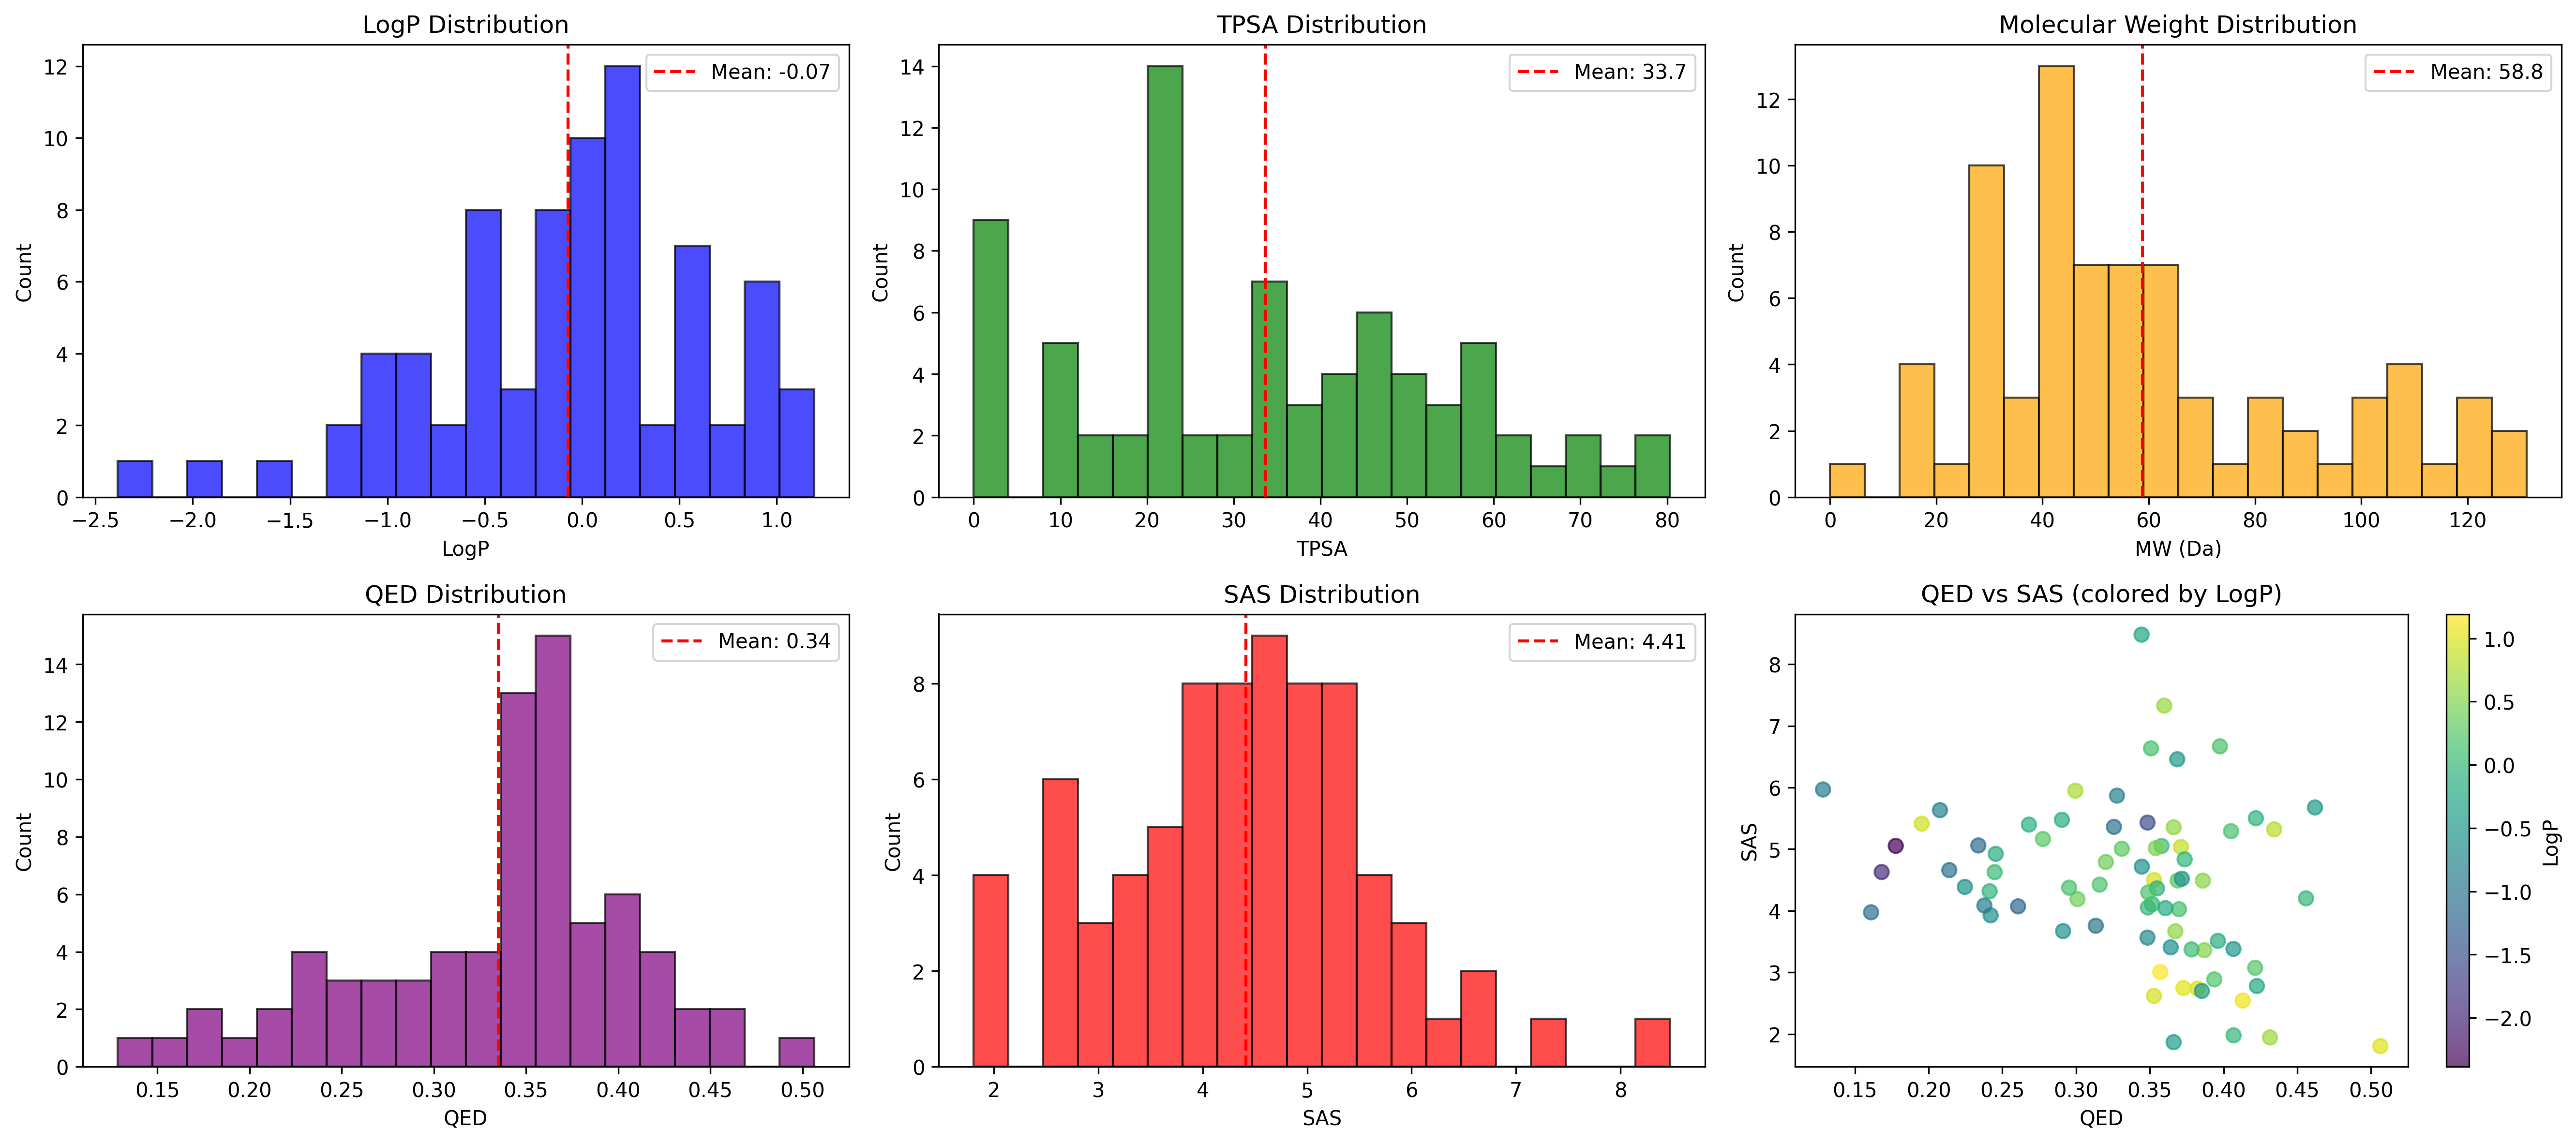 LogP Distribution
Mean: -0.07
Count
0
2
4
6
8
10
12
−2.5 −2.0 −1.5 −1.0 −0.5 0.0 0.5 1.0
LogP
TPSA Distribution
Mean: 33.7
Count
0
2
4
6
8
10
12
14
0 10 20 30 40 50 60 70 80
TPSA
Molecular Weight Distribution
Mean: 58.8
Count
0
2
4
6
8
10
12
0 20 40 60 80 100 120
MW (Da)
QED Distribution
Mean: 0.34
Count
0
2
4
6
8
10
12
14
0.15 0.20 0.25 0.30 0.35 0.40 0.45 0.50
QED
SAS Distribution
Mean: 4.41
Count
0
2
4
6
8
2 3 4 5 6 7 8
SAS
QED vs SAS (colored by LogP)
SAS
2
3
4
5
6
7
8
0.15 0.20 0.25 0.30 0.35 0.40 0.45 0.50
QED
1.0
0.5
0.0
−0.5
−1.0
−1.5
−2.0
LogP